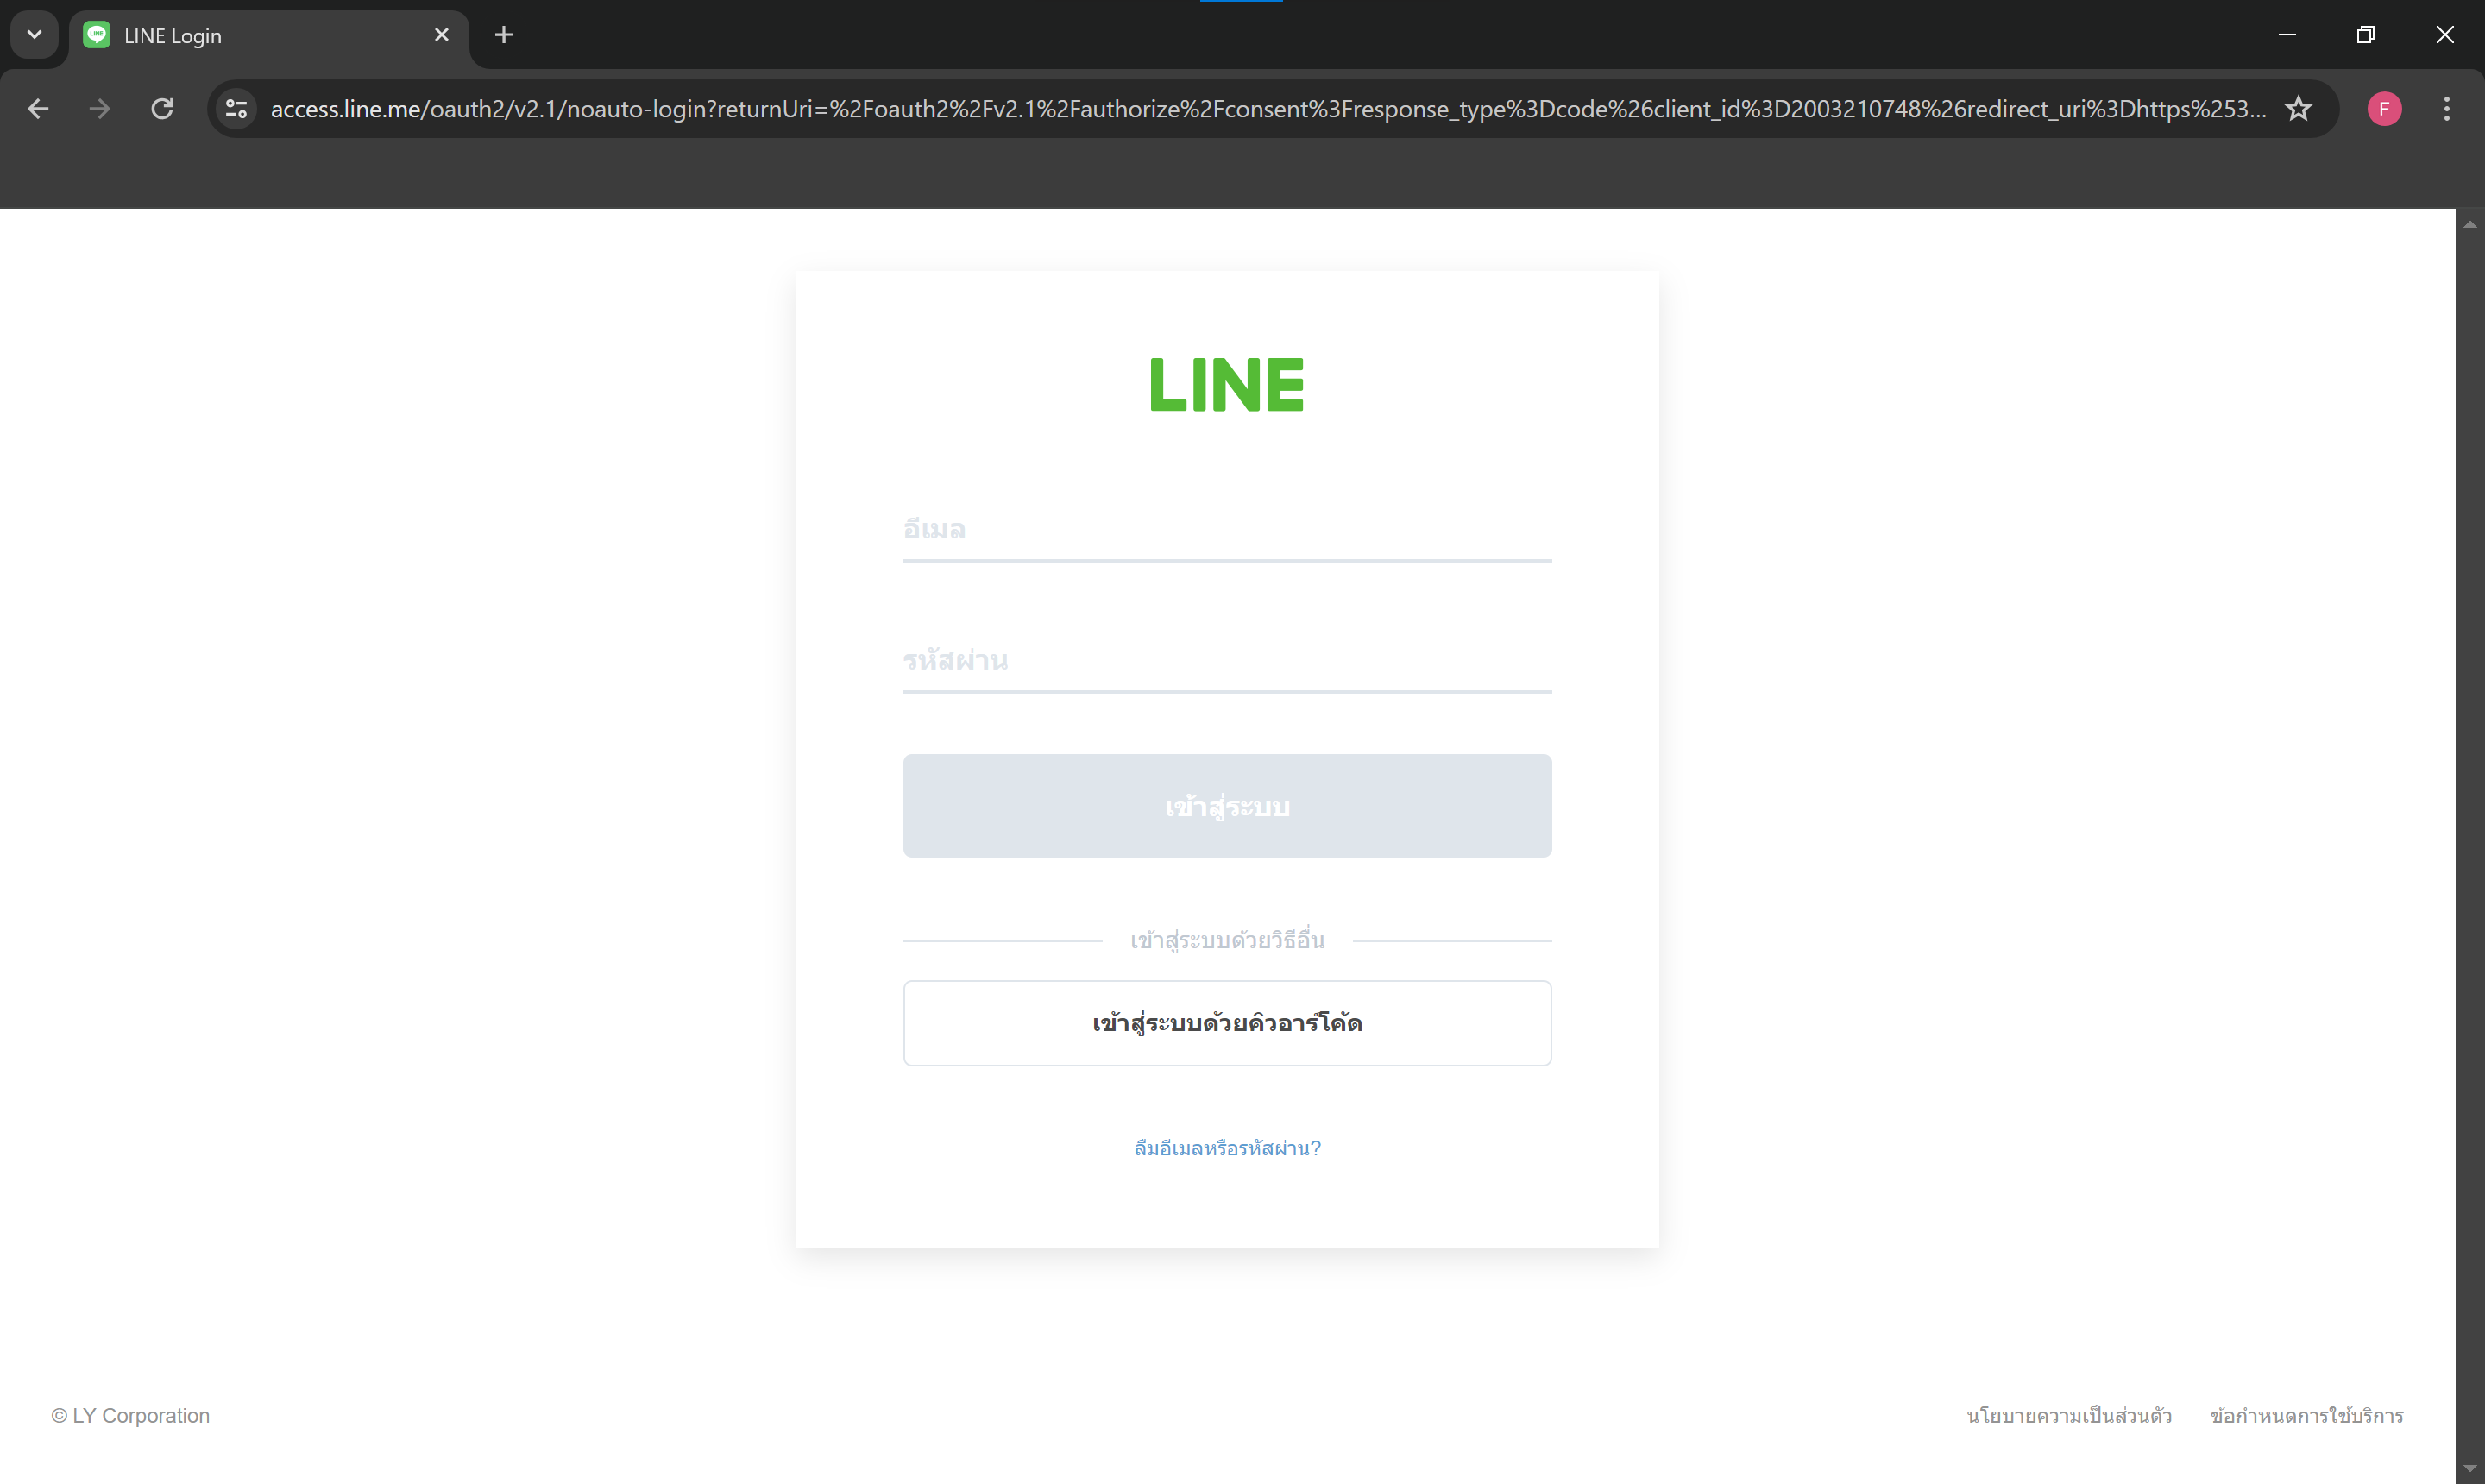 LINE Login
access.line.me/oauth2/v2.1/noauto-login?returnUri=%2Foauth2%2Fv2.1%2Fauthorize%2Fconsent%3Fresponse_type%3Dcode%26client_id%3D2003210748%26redirect_uri%3Dhttps%253...
F
LINE
อีเมล
รหัสผ่าน
เข้าสู่ระบบ
เข้าสู่ระบบด้วยวิธีอื่น
เข้าสู่ระบบด้วยคิวอาร์โค้ด
ลืมอีเมลหรือรหัสผ่าน?
© LY Corporation
นโยบายความเป็นส่วนตัว ข้อกำหนดการใช้บริการ